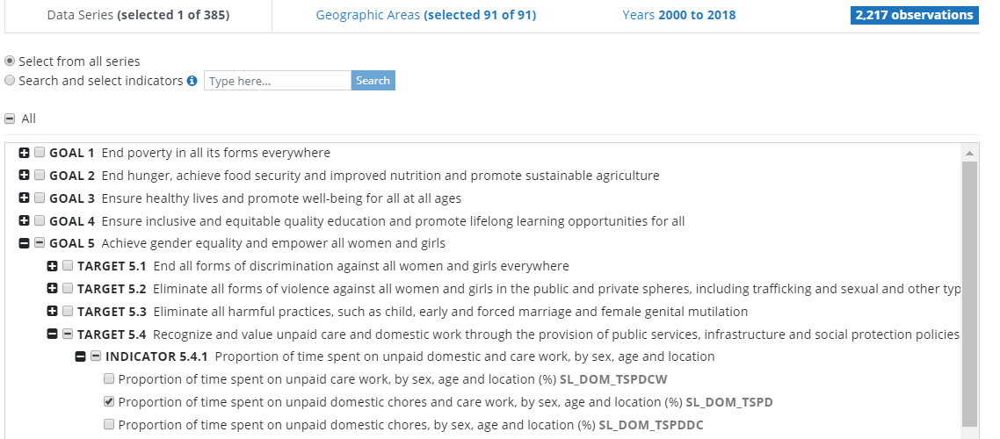 Data Series (selected 1 of 385) Geographic Areas (selected 91 of 91) Years 2000 to 2018 2,217 observations
Select from all series
Search and select indicators Type here... Search
All
GOAL 1 End poverty in all its forms everywhere
GOAL 2 End hunger, achieve food security and improved nutrition and promote sustainable agriculture
GOAL 3 Ensure healthy lives and promote well-being for all at all ages
GOAL 4 Ensure inclusive and equitable quality education and promote lifelong learning opportunities for all
GOAL 5 Achieve gender equality and empower all women and girls
TARGET 5.1 End all forms of discrimination against all women and girls everywhere
TARGET 5.2 Eliminate all forms of violence against all women and girls in the public and private spheres, including trafficking and sexual and other typ
TARGET 5.3 Eliminate all harmful practices, such as child, early and forced marriage and female genital mutilation
TARGET 5.4 Recognize and value unpaid care and domestic work through the provision of public services, infrastructure and social protection policies
INDICATOR 5.4.1 Proportion of time spent on unpaid domestic and care work, by sex, age and location
Proportion of time spent on unpaid care work, by sex, age and location (%) SL_DOM_TSPDCW
Proportion of time spent on unpaid domestic chores and care work, by sex, age and location (%) SL_DOM_TSPD
Proportion of time spent on unpaid domestic chores, by sex, age and location (%) SL_DOM_TSPDDC